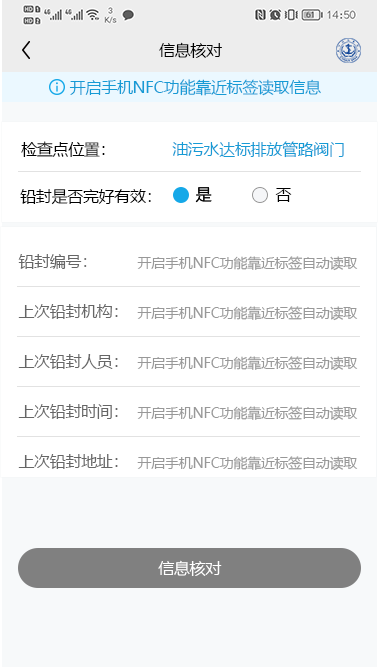 HD 1 4G 4G 3 K/s 61 14:50
HD 2
信息核对
开启手机NFC功能靠近标签读取信息
检查点位置： 油污水达标排放管路阀门
铅封是否完好有效： 是 否
铅封编号： 开启手机NFC功能靠近标签自动读取
上次铅封机构： 开启手机NFC功能靠近标签自动读取
上次铅封人员： 开启手机NFC功能靠近标签自动读取
上次铅封时间： 开启手机NFC功能靠近标签自动读取
上次铅封地址： 开启手机NFC功能靠近标签自动读取
信息核对